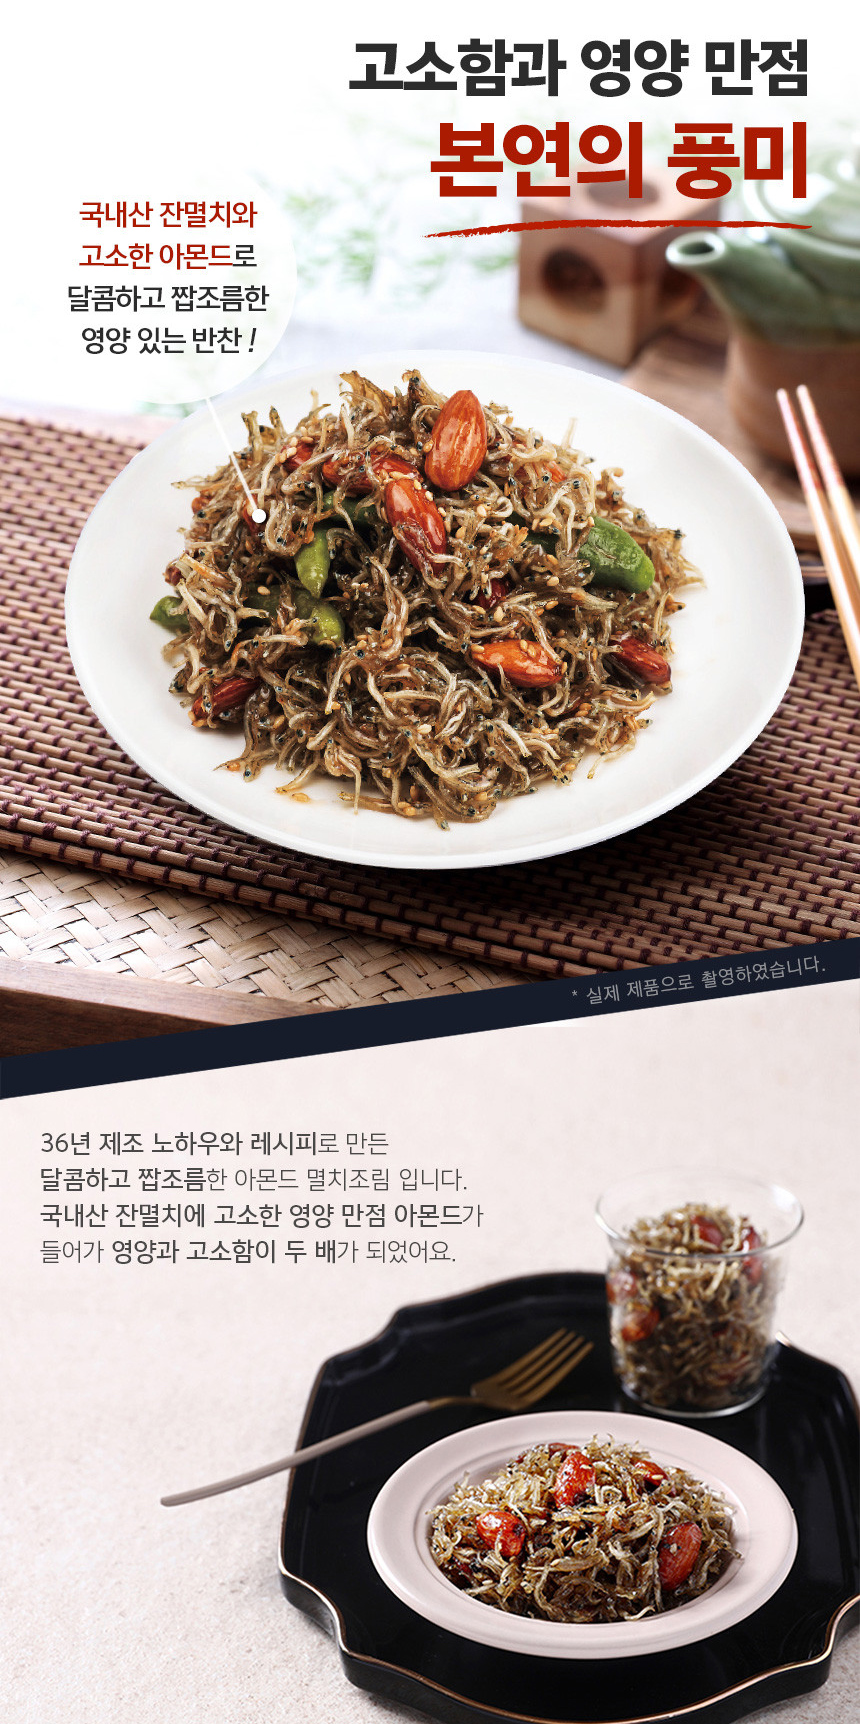 고소함과 영양 만점
본연의 풍미
국내산 잔멸치와
고소한 아몬드로
달콤하고 짭조름한
영양 있는 반찬 !
* 실제 제품으로 촬영하였습니다.
36년 제조 노하우와 레시피로 만든
달콤하고 짭조름한 아몬드 멸치조림 입니다.
국내산 잔멸치에 고소한 영양 만점 아몬드가
들어가 영양과 고소함이 두 배가 되었어요.